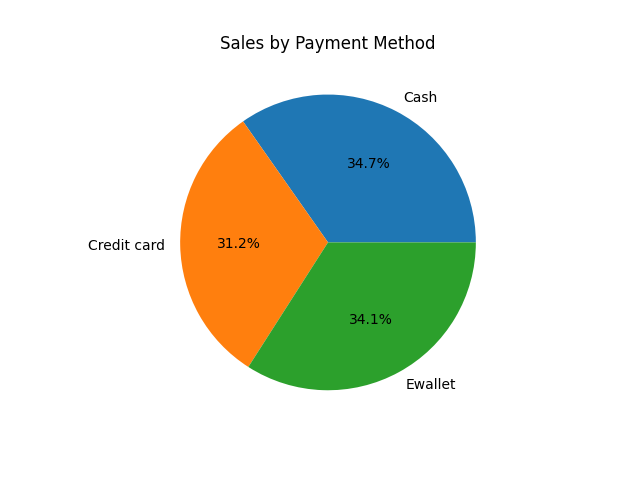 Sales by Payment Method
Cash
34.7%
31.2%
Credit card
34.1%
Ewallet